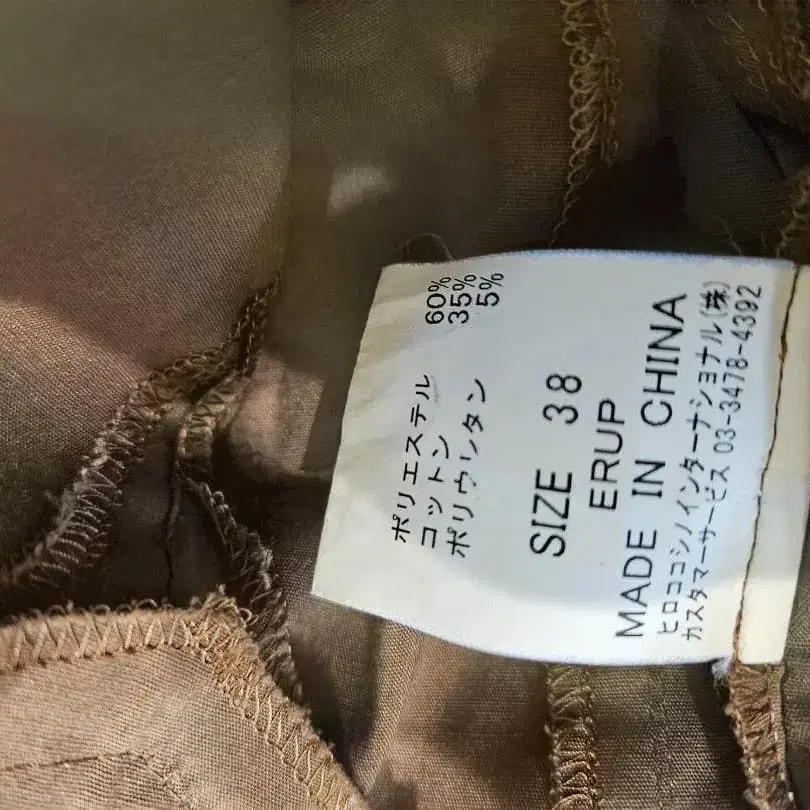 ポリエステル 60%
コットン 35%
ポリウレタン 5%
SIZE 38
ERUP
MADE IN CHINA
ヒロココシノインターナショナル(株)
カスタマーサービス 03-3478-4392